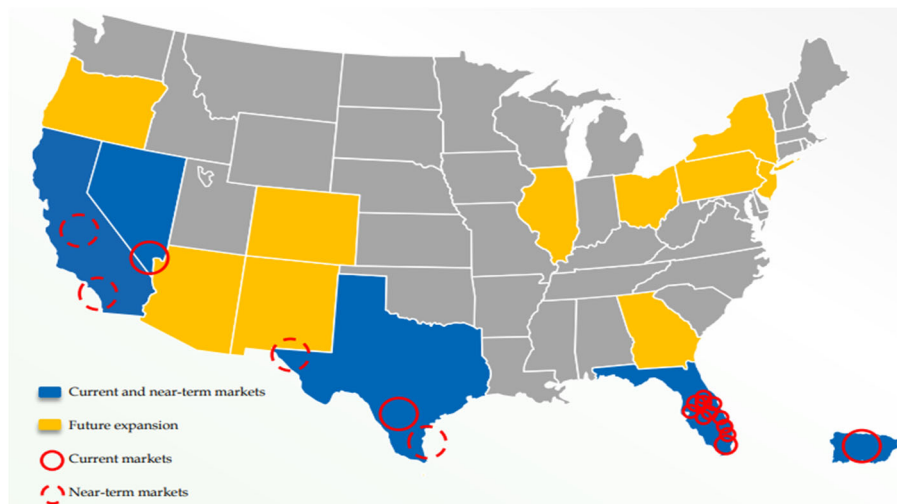 Current and near-term markets
Future expansion
Current markets
Near-term markets